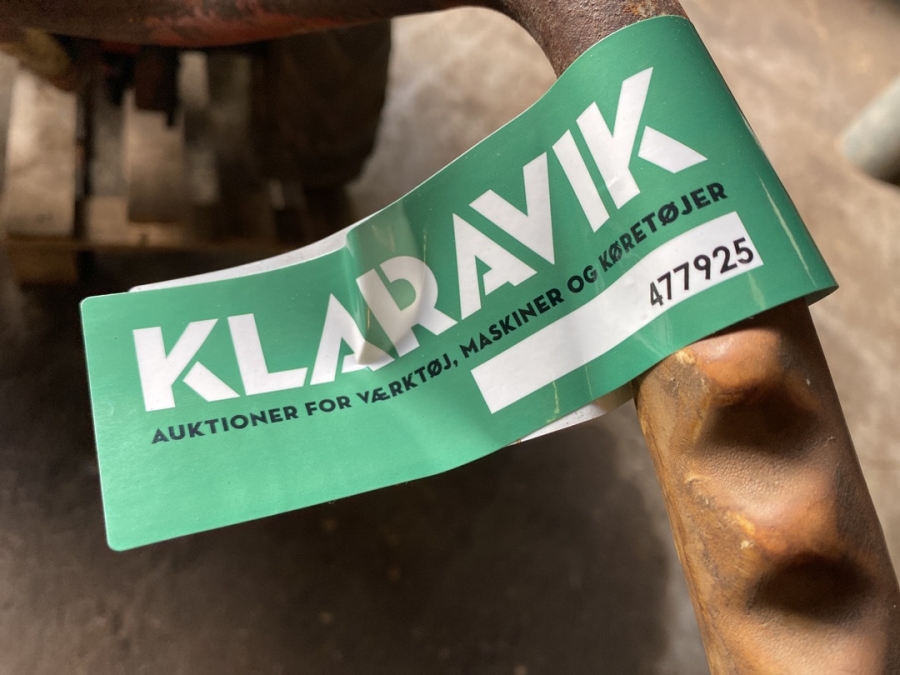 KLARAVIK
AUKTIONER FOR VÆRKTØJ, MASKINER OG KØRETØJER
477925